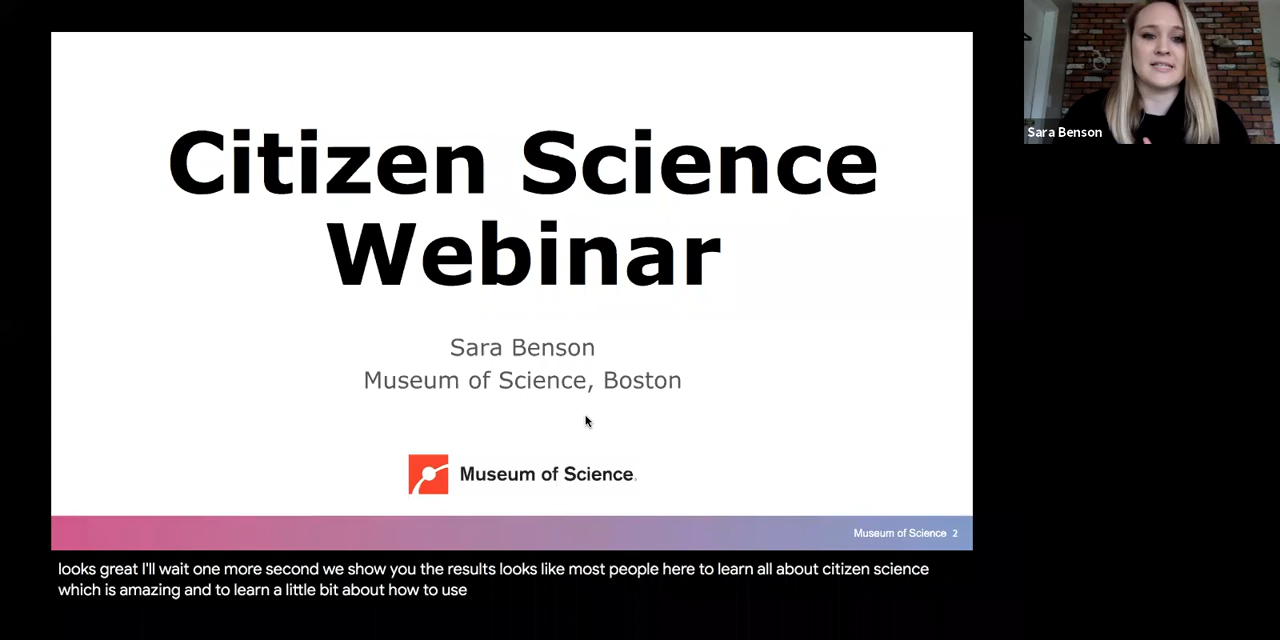 Citizen Science
Webinar
Sara Benson
Museum of Science, Boston
Museum of Science
Museum of Science 2
Sara Benson
looks great I'll wait one more second we show you the results looks like most people here to learn all about citizen science
which is amazing and to learn a little bit about how to use